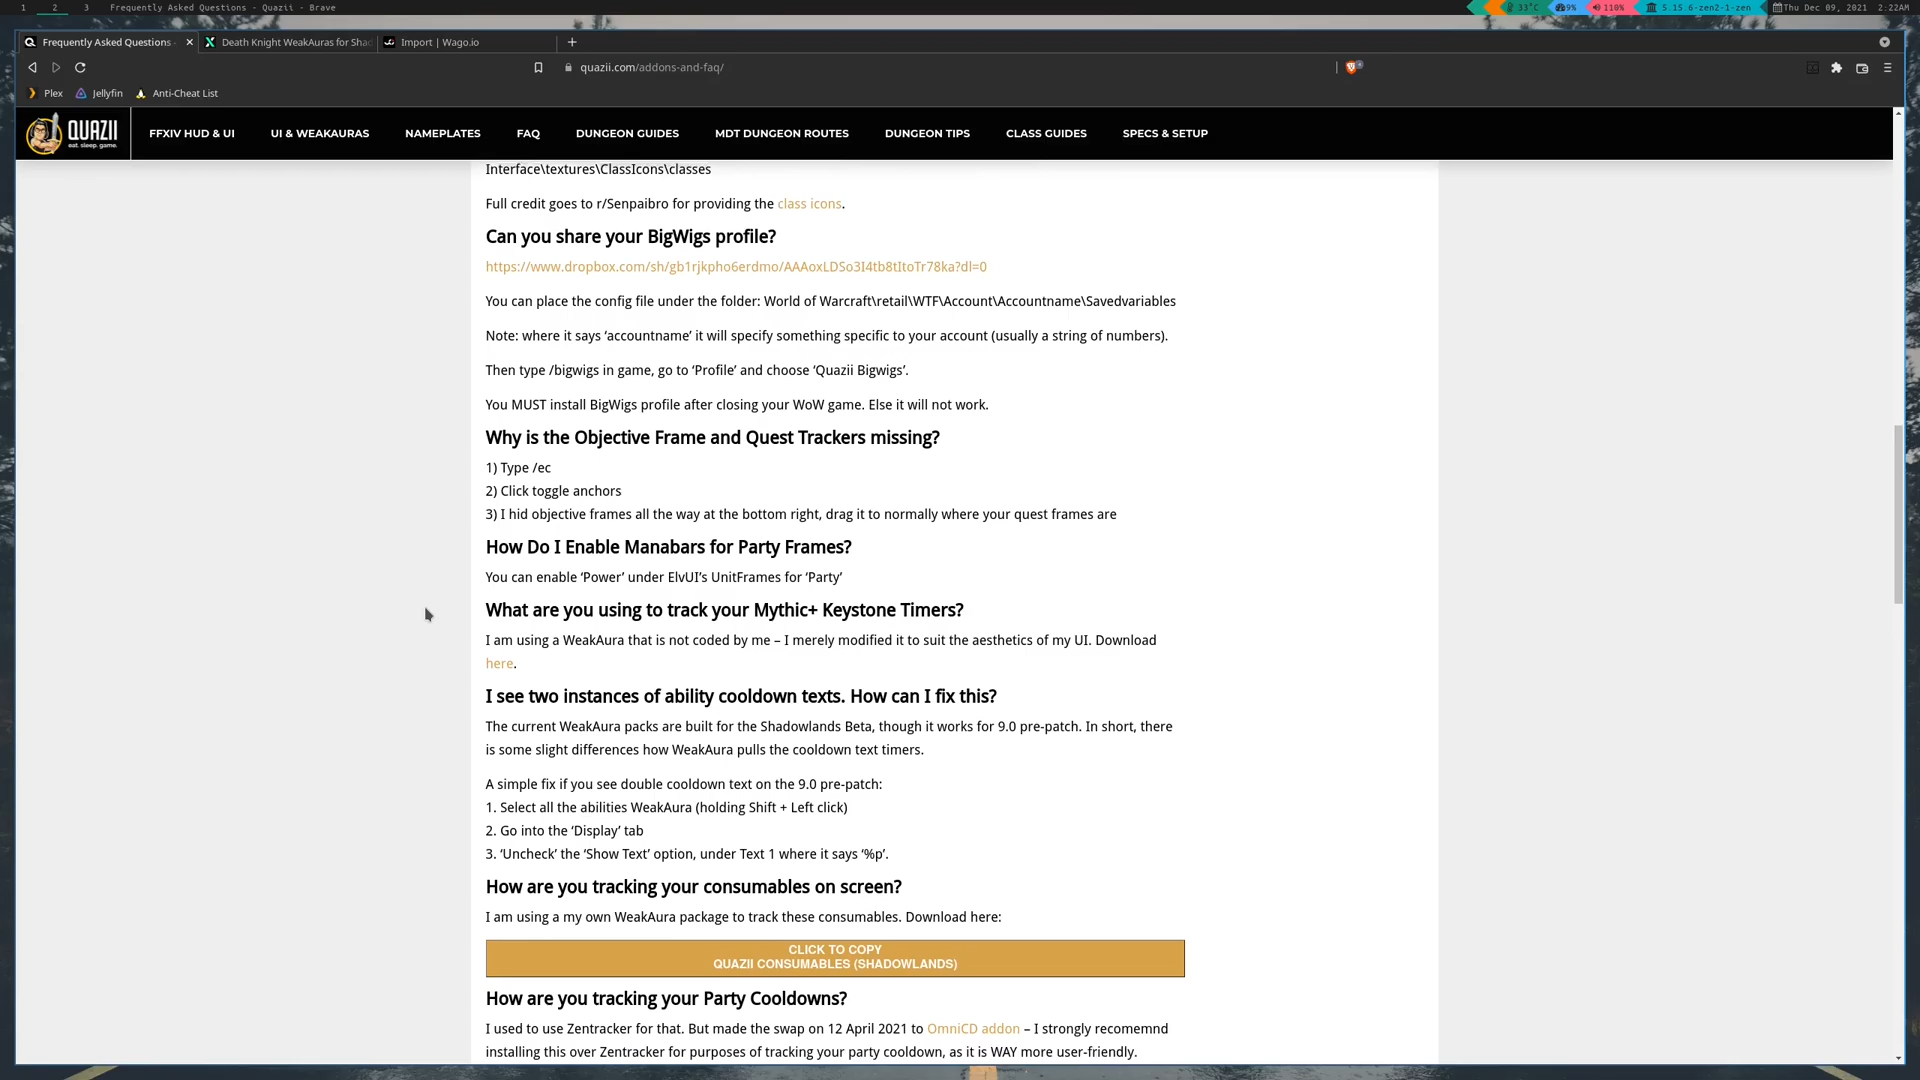 1 2 3 Frequently Asked Questions - Quazii - Brave
33°C 9% 110% 5.15.6-zen2-1-zen Thu Dec 09, 2021 2:22AM
Frequently Asked Questions - Death Knight WeakAuras for Shad Import | Wago.io
quazii.com/addons-and-faq/
Plex Jellyfin Anti-Cheat List
QUAZII
eat. sleep. game.
FFXIV HUD & UI UI & WEAKAURAS NAMEPLATES FAQ DUNGEON GUIDES MDT DUNGEON ROUTES DUNGEON TIPS CLASS GUIDES SPECS & SETUP
Interface\textures\ClassIcons\classes
Full credit goes to r/Senpaibro for providing the class icons.
Can you share your BigWigs profile?
https://www.dropbox.com/sh/gb1rjkpho6erdmo/AAAoxLDSo3I4tb8tItoTr78ka?dl=0
You can place the config file under the folder: World of Warcraft\retail\WTF\Account\Accountname\Savedvariables
Note: where it says ‘accountname’ it will specify something specific to your account (usually a string of numbers).
Then type /bigwigs in game, go to ‘Profile’ and choose ‘Quazii Bigwigs’.
You MUST install BigWigs profile after closing your WoW game. Else it will not work.
Why is the Objective Frame and Quest Trackers missing?
1) Type /ec
2) Click toggle anchors
3) I hid objective frames all the way at the bottom right, drag it to normally where your quest frames are
How Do I Enable Manabars for Party Frames?
You can enable ‘Power’ under ElvUI’s UnitFrames for ‘Party’
What are you using to track your Mythic+ Keystone Timers?
I am using a WeakAura that is not coded by me – I merely modified it to suit the aesthetics of my UI. Download
here.
I see two instances of ability cooldown texts. How can I fix this?
The current WeakAura packs are built for the Shadowlands Beta, though it works for 9.0 pre-patch. In short, there
is some slight differences how WeakAura pulls the cooldown text timers.
A simple fix if you see double cooldown text on the 9.0 pre-patch:
1. Select all the abilities WeakAura (holding Shift + Left click)
2. Go into the ‘Display’ tab
3. ‘Uncheck’ the ‘Show Text’ option, under Text 1 where it says ‘%p’.
How are you tracking your consumables on screen?
I am using a my own WeakAura package to track these consumables. Download here:
CLICK TO COPY
QUAZII CONSUMABLES (SHADOWLANDS)
How are you tracking your Party Cooldowns?
I used to use Zentracker for that. But made the swap on 12 April 2021 to OmniCD addon – I strongly recomemnd
installing this over Zentracker for purposes of tracking your party cooldown, as it is WAY more user-friendly.